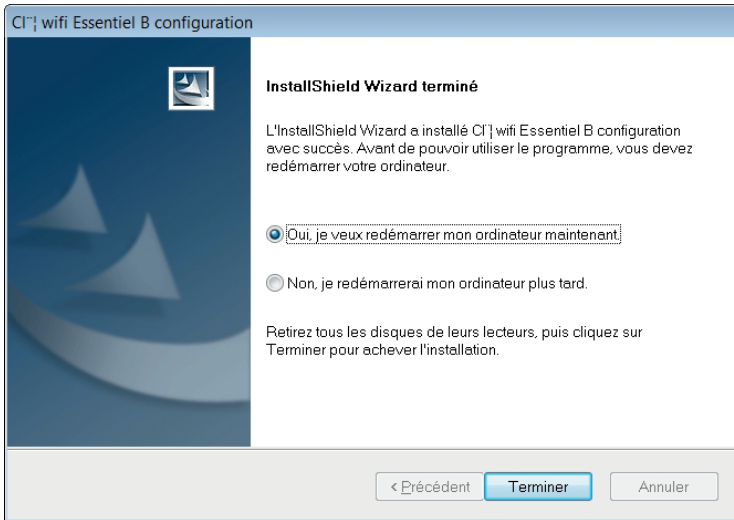 Cl¨¦ wifi Essentiel B configuration
InstallShield Wizard terminé
L'InstallShield Wizard a installé Cl¨¦ wifi Essentiel B configuration
avec succès. Avant de pouvoir utiliser le programme, vous devez
redémarrer votre ordinateur.
Oui, je veux redémarrer mon ordinateur maintenant.
Non, je redémarrerai mon ordinateur plus tard.
Retirez tous les disques de leurs lecteurs, puis cliquez sur
Terminer pour achever l'installation.
< Précédent
Terminer
Annuler